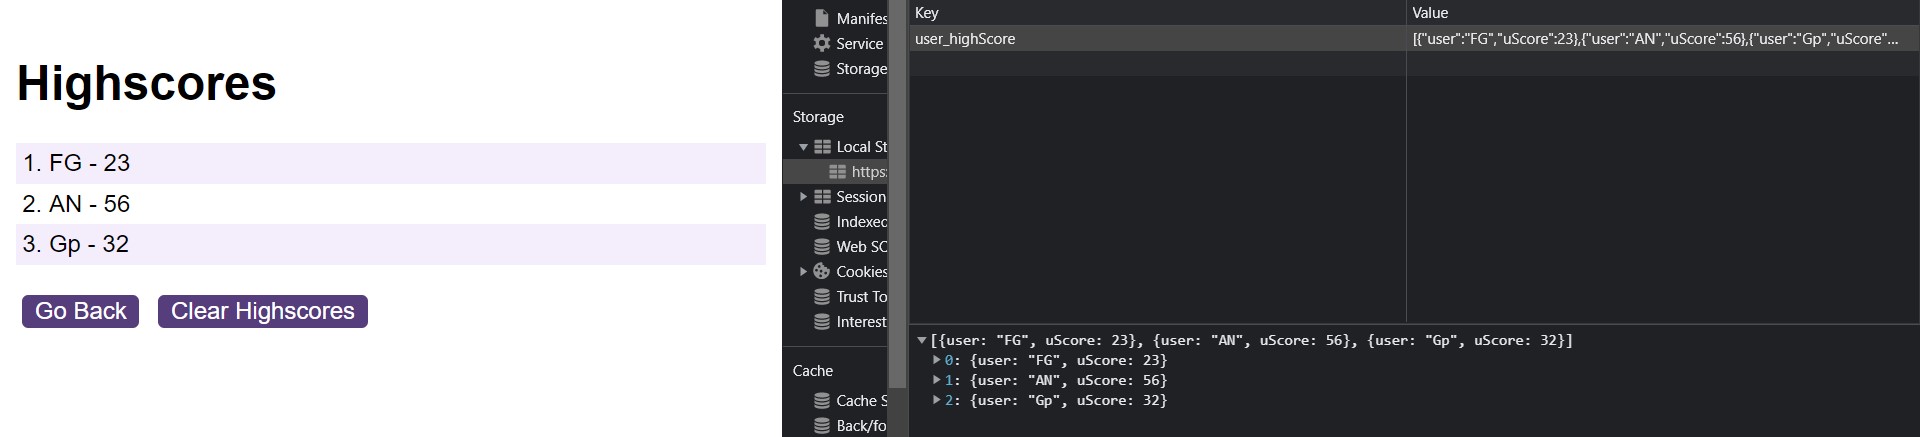 Highscores
1. FG - 23
2. AN - 56
3. Gp - 32
Go Back
Clear Highscores
Manifes
Service
Storage
Storage
Local St
https:
Session
Indexed
Web SQ
Cookies
Trust To
Interest
Cache
Cache S
Back/fo
Key
Value
user_highScore
[{"user":"FG","uScore":23},{"user":"AN","uScore":56},{"user":"Gp","uScore"...
[{user: "FG", uScore: 23}, {user: "AN", uScore: 56}, {user: "Gp", uScore: 32}]
0: {user: "FG", uScore: 23}
1: {user: "AN", uScore: 56}
2: {user: "Gp", uScore: 32}